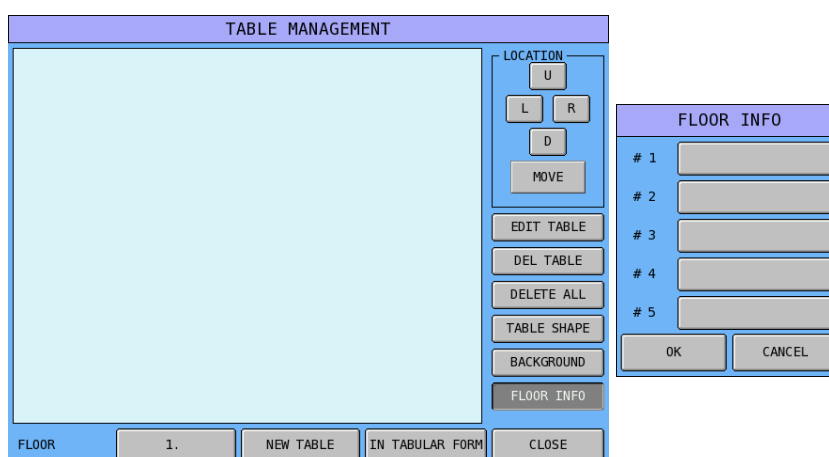 TABLE MANAGEMENT
LOCATION
U
L R
D
MOVE
EDIT TABLE
DEL TABLE
DELETE ALL
TABLE SHAPE
BACKGROUND
FLOOR INFO
FLOOR 1. NEW TABLE IN TABULAR FORM CLOSE
FLOOR INFO
# 1
# 2
# 3
# 4
# 5
OK CANCEL